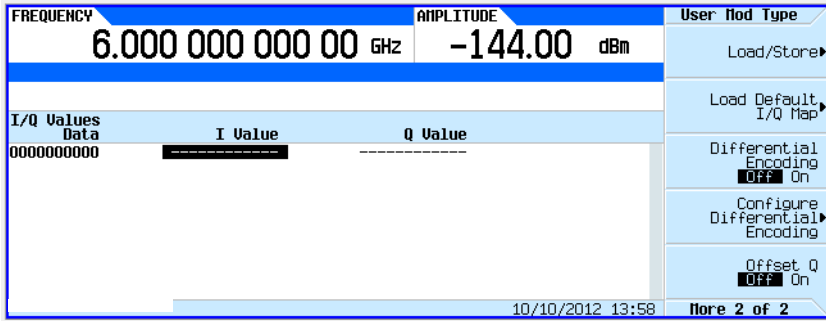 FREQUENCY AMPLITUDE User Mod Type
6.000 000 000 00 GHz -144.00 dBm
Load/Store
Load Default
I/Q Map
I/Q Values
Data I Value Q Value
0000000000 ------------ ------------
Differential
Encoding
Off On
Configure
Differential
Encoding
Offset Q
Off On
10/10/2012 13:58 More 2 of 2